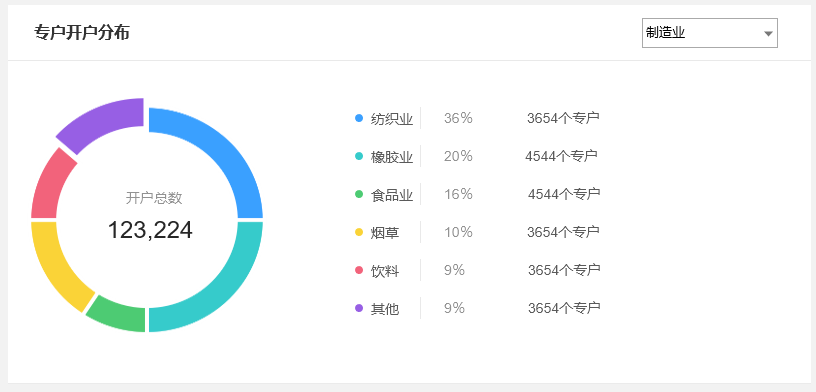 专户开户分布
制造业
开户总数
123,224
纺织业 36% 3654个专户
橡胶业 20% 4544个专户
食品业 16% 4544个专户
烟草 10% 3654个专户
饮料 9% 3654个专户
其他 9% 3654个专户